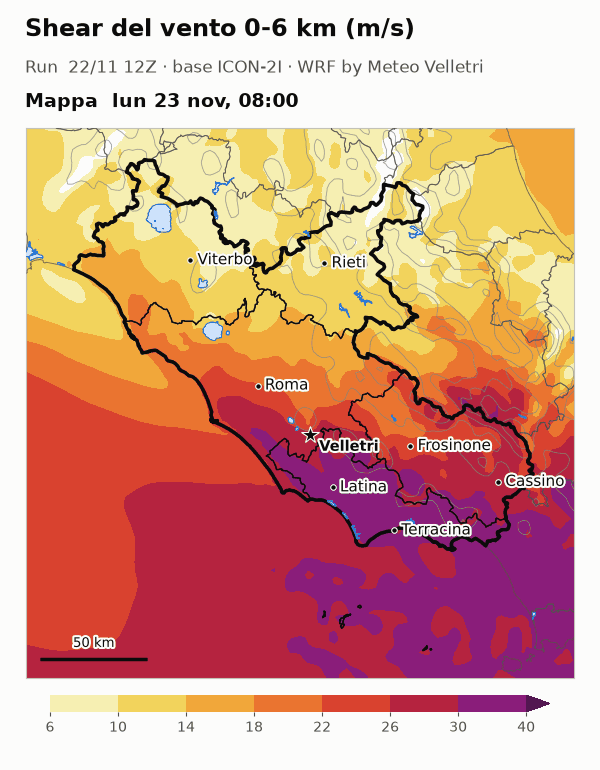 Shear del vento 0-6 km (m/s)
Run  22/11 12Z · base ICON-2I · WRF by Meteo Velletri
Mappa  lun 23 nov, 08:00
Viterbo
Rieti
Roma
Velletri
Frosinone
Latina
Cassino
Terracina
50 km
6 10 14 18 22 26 30 40